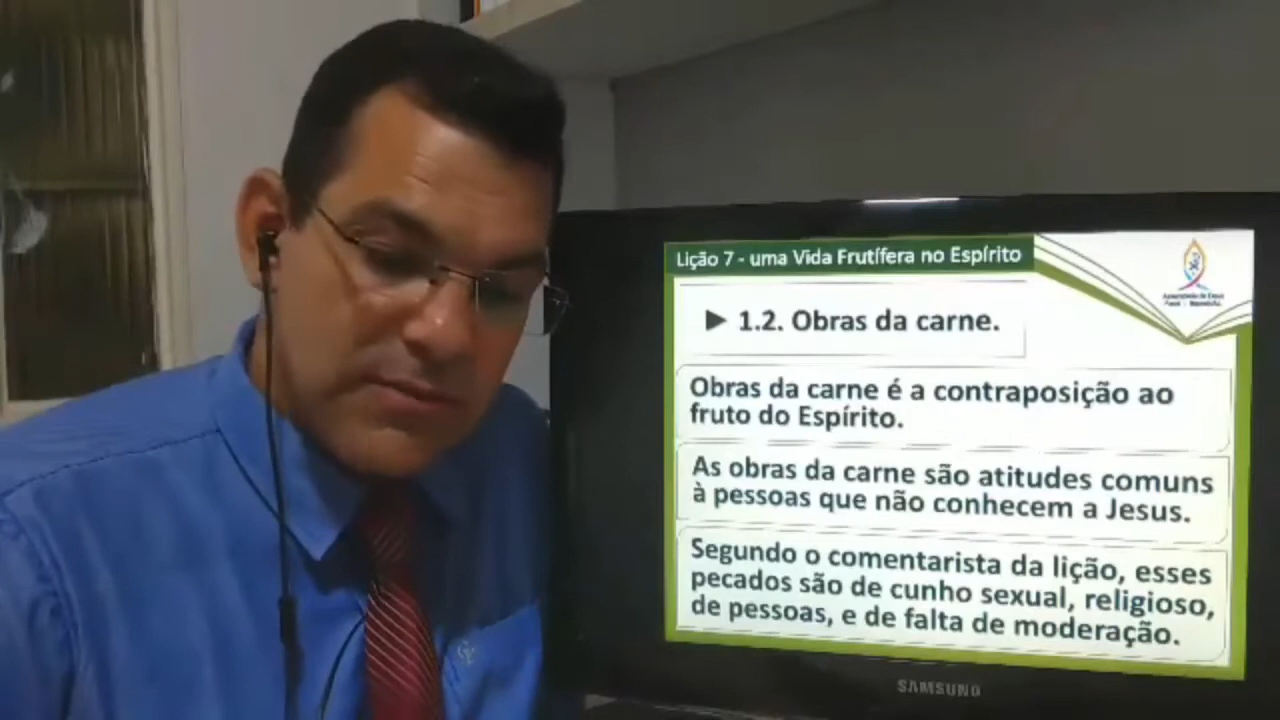 Lição 7 - uma Vida Frutífera no Espírito
► 1.2. Obras da carne.
Obras da carne é a contraposição ao
fruto do Espírito.
As obras da carne são atitudes comuns
à pessoas que não conhecem a Jesus.
Segundo o comentarista da lição, esses
pecados são de cunho sexual, religioso,
de pessoas, e de falta de moderação.
SAMSUNG